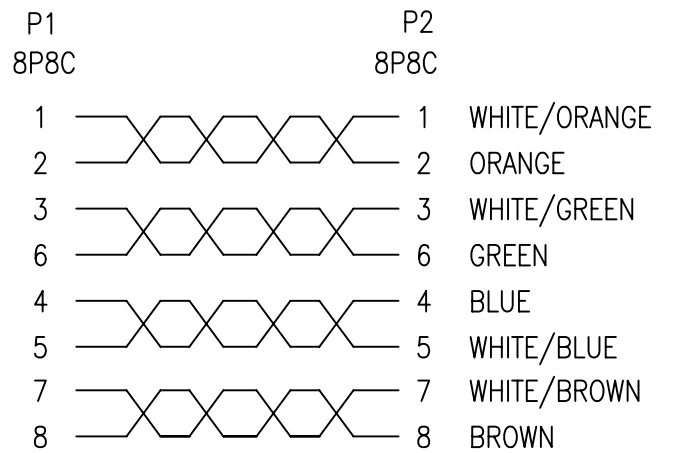 P1 P2
8P8C 8P8C
1 1 WHITE/ORANGE
2 2 ORANGE
3 3 WHITE/GREEN
6 6 GREEN
4 4 BLUE
5 5 WHITE/BLUE
7 7 WHITE/BROWN
8 8 BROWN